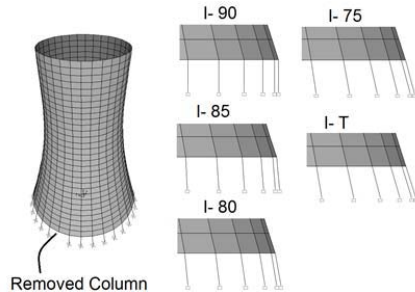 I- 90
I- 75
I- 85
I- T
I- 80
Removed Column